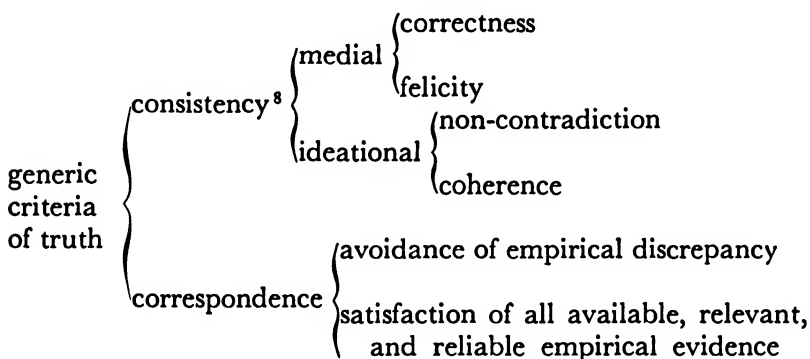 correctness
medial
felicity
consistency⁸
non-contradiction
ideational
coherence
generic
criteria
of truth
avoidance of empirical discrepancy
correspondence
satisfaction of all available, relevant,
and reliable empirical evidence